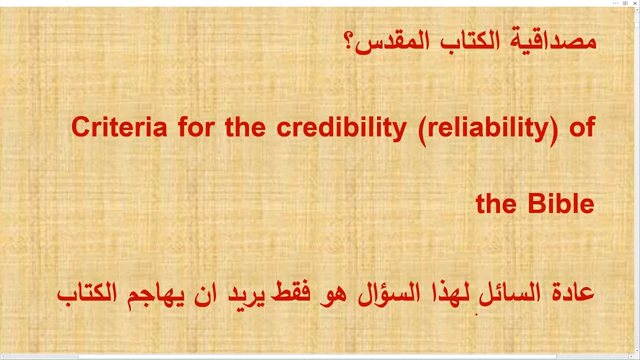 مصداقية الكتاب المقدس؟
Criteria for the credibility (reliability) of
the Bible
عادة السائل لهذا السؤال هو فقط يريد ان يهاجم الكتاب